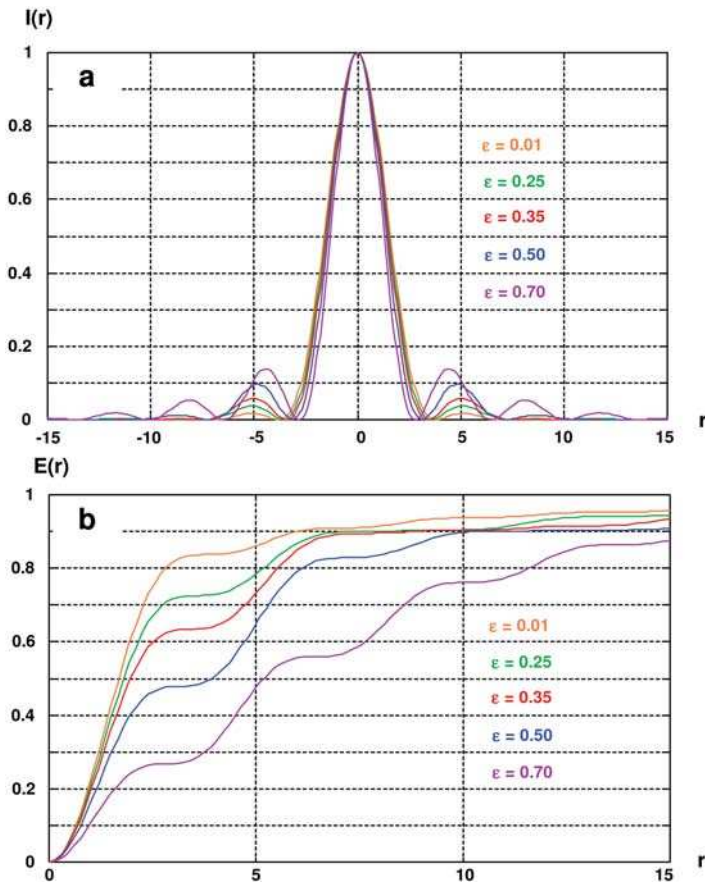 I(r)
1
a
0.8
ε = 0.01
ε = 0.25
0.6
ε = 0.35
0.4
ε = 0.50
ε = 0.70
0.2
0
-15 -10 -5 0 5 10 15 r
E(r)
1
b
0.8
0.6
ε = 0.01
ε = 0.25
ε = 0.35
0.4
ε = 0.50
ε = 0.70
0.2
0
0 5 10 15 r